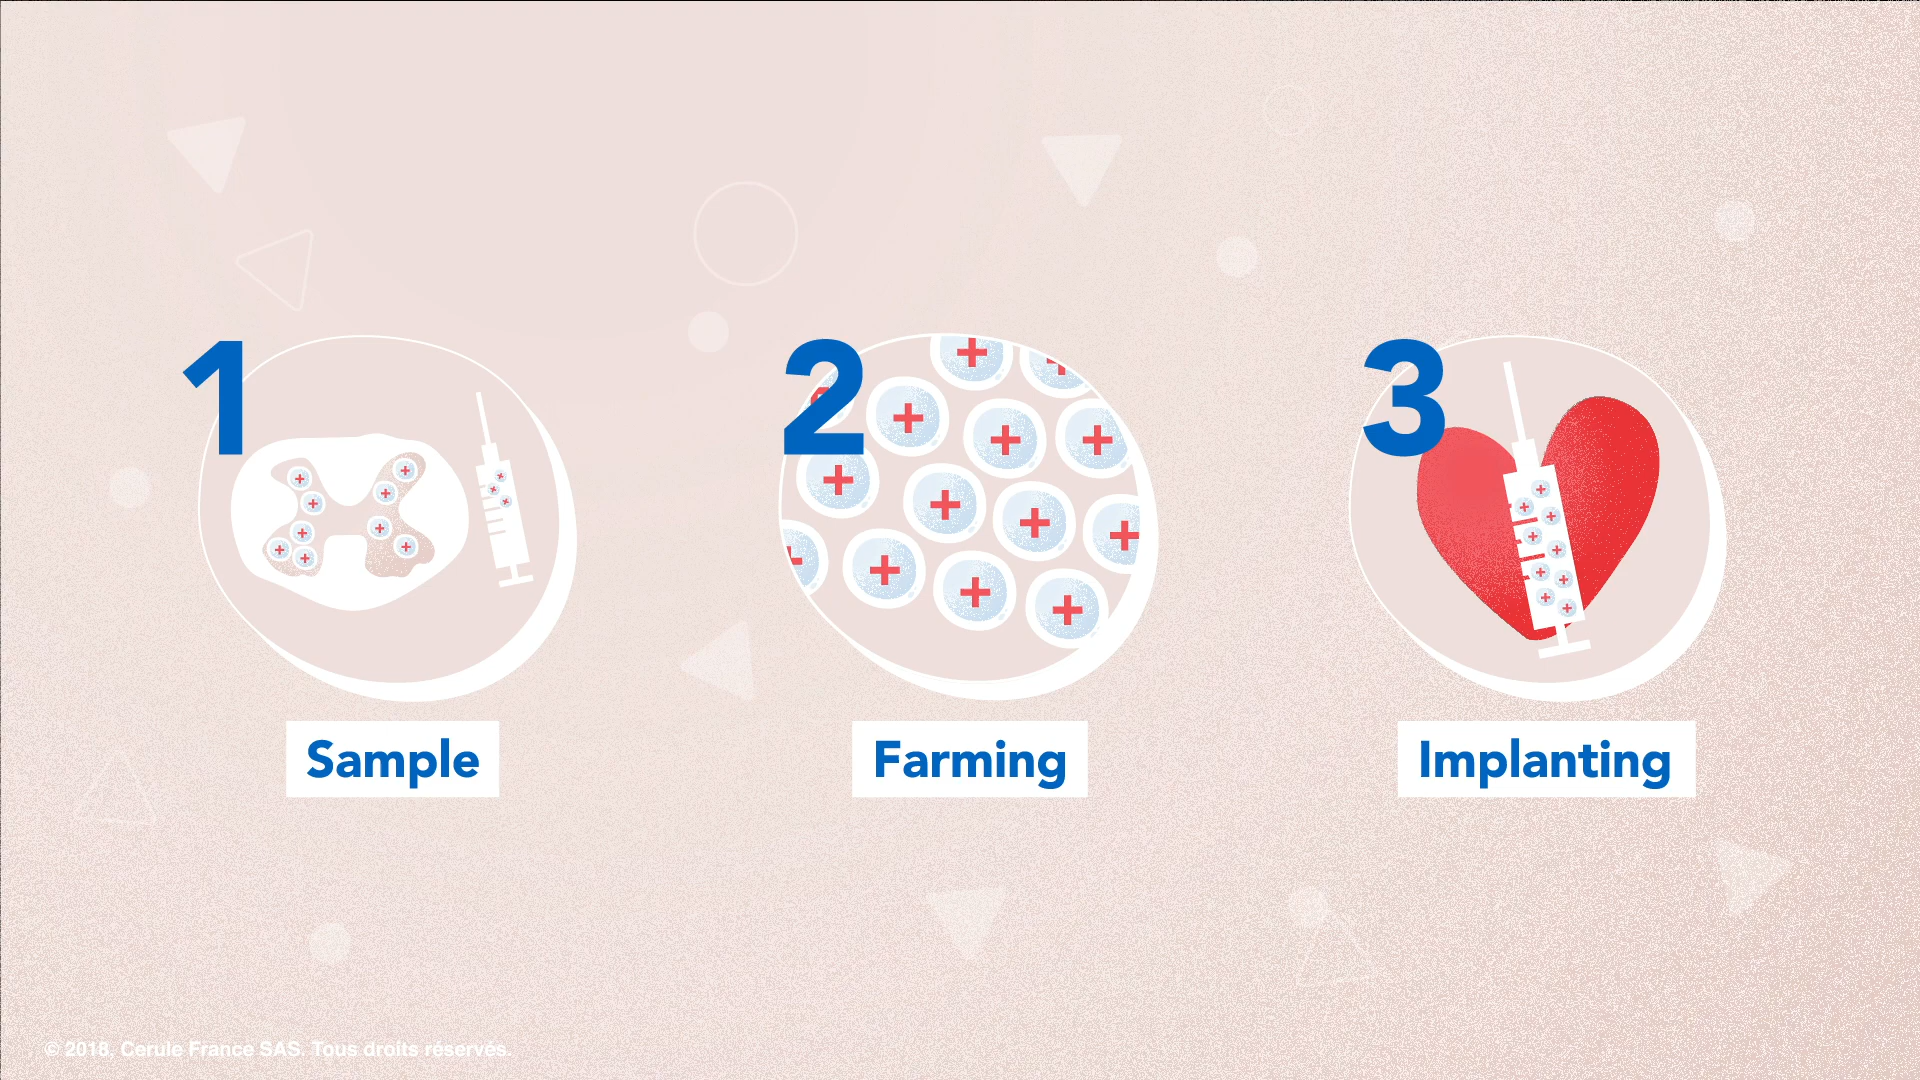 1
2
3
Sample
Farming
Implanting
© 2018, Cerule France SAS. Tous droits réservés.